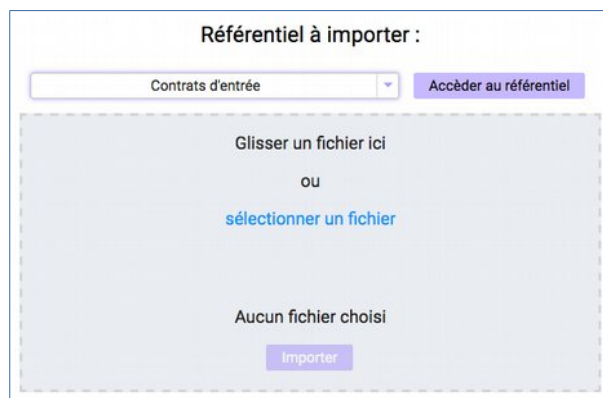 Référentiel à importer :
Contrats d'entrée
Accèder au référentiel
Glisser un fichier ici
ou
sélectionner un fichier
Aucun fichier choisi
Importer